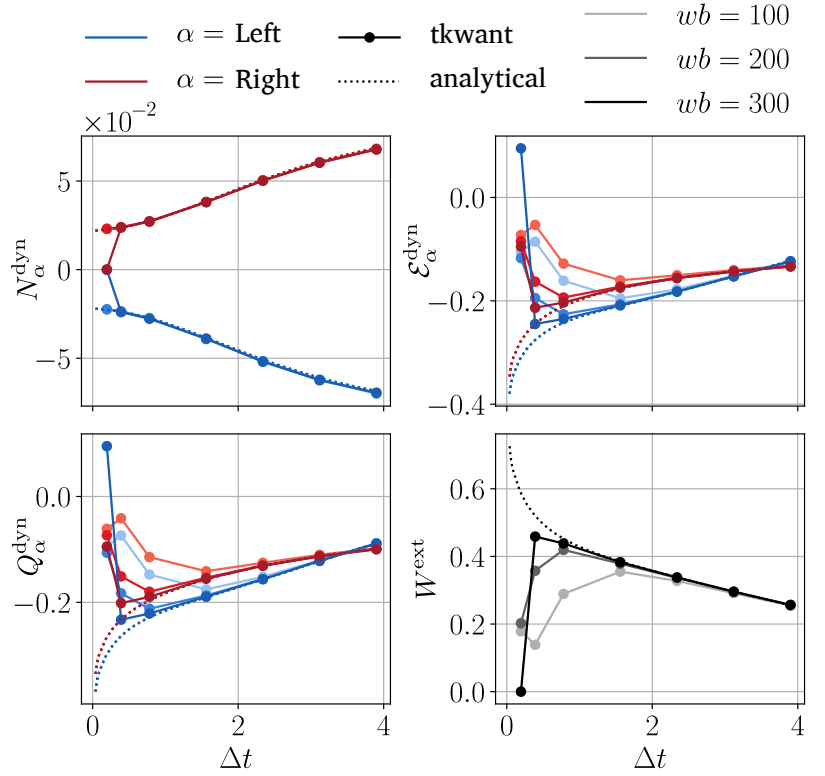 α = Left
α = Right
tkwant
analytical
wb = 100
wb = 200
wb = 300
×10⁻²
5
0
−5
N_α^dyn
0.0
−0.2
−0.4
ℰ_α^dyn
0.0
−0.2
Q_α^dyn
0
2
4
Δt
0.6
0.4
0.2
0.0
W^ext
0
2
4
Δt